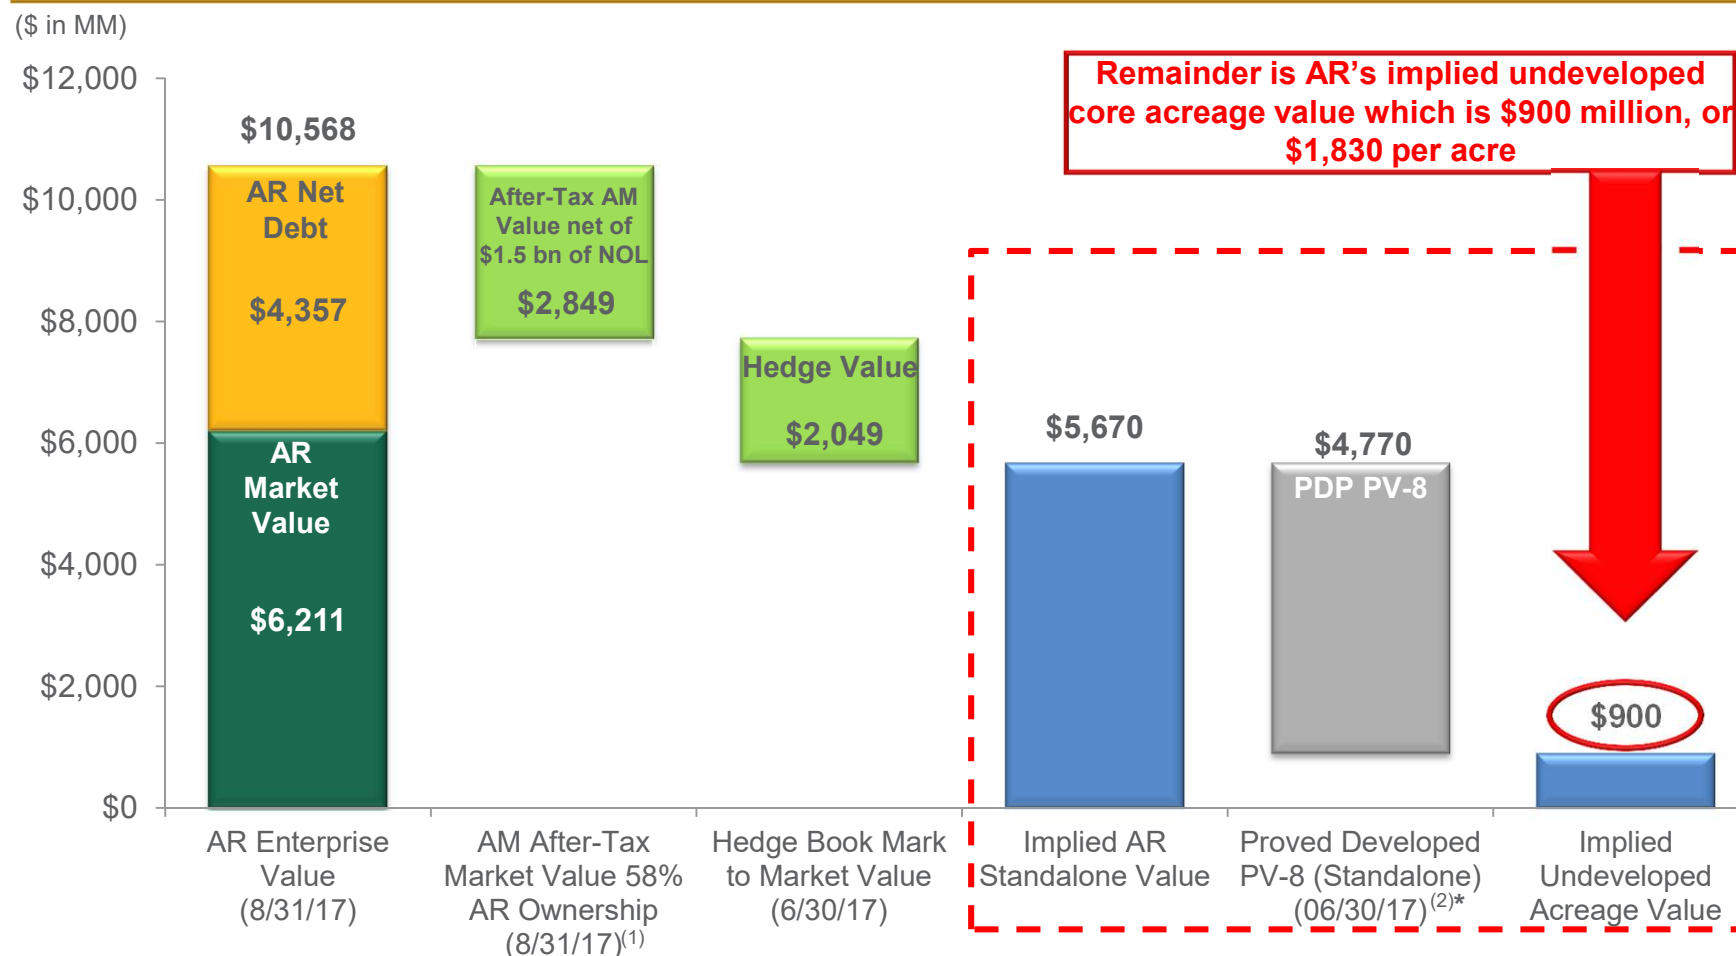 ($ in MM)
Remainder is AR's implied undeveloped
core acreage value which is $900 million, or
$1,830 per acre
$12,000
$10,000
$8,000
$6,000
$4,000
$2,000
$0
$10,568
AR Net
Debt
$4,357
AR
Market
Value
$6,211
After-Tax AM
Value net of
$1.5 bn of NOL
$2,849
Hedge Value
$2,049
$5,670
$4,770
PDP PV-8
$900
AR Enterprise
Value
(8/31/17)
AM After-Tax
Market Value 58%
AR Ownership
(8/31/17)(1)
Hedge Book Mark
to Market Value
(6/30/17)
Implied AR
Standalone Value
Proved Developed
PV-8 (Standalone)
(06/30/17)(2)*
Implied
Undeveloped
Acreage Value